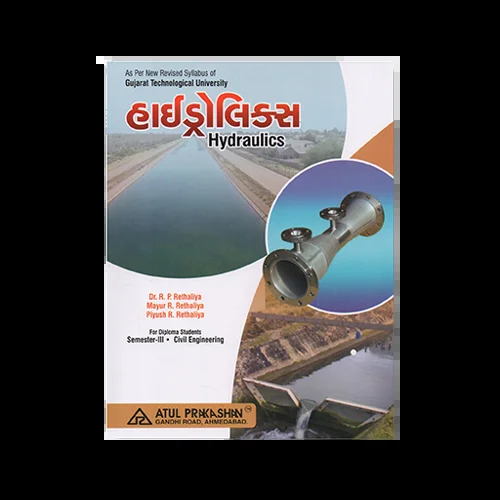 As Per New Revised Syllabus of
Gujarat Technological University
હાઈડ્રોલિક્સ
Hydraulics
Dr. R. P. Rethaliya
Mayur R. Rethaliya
Piyush R. Rethaliya
For Diploma Students
Semester-III • Civil Engineering
ATUL PRAKASHAN
GANDHI ROAD, AHMEDABAD.